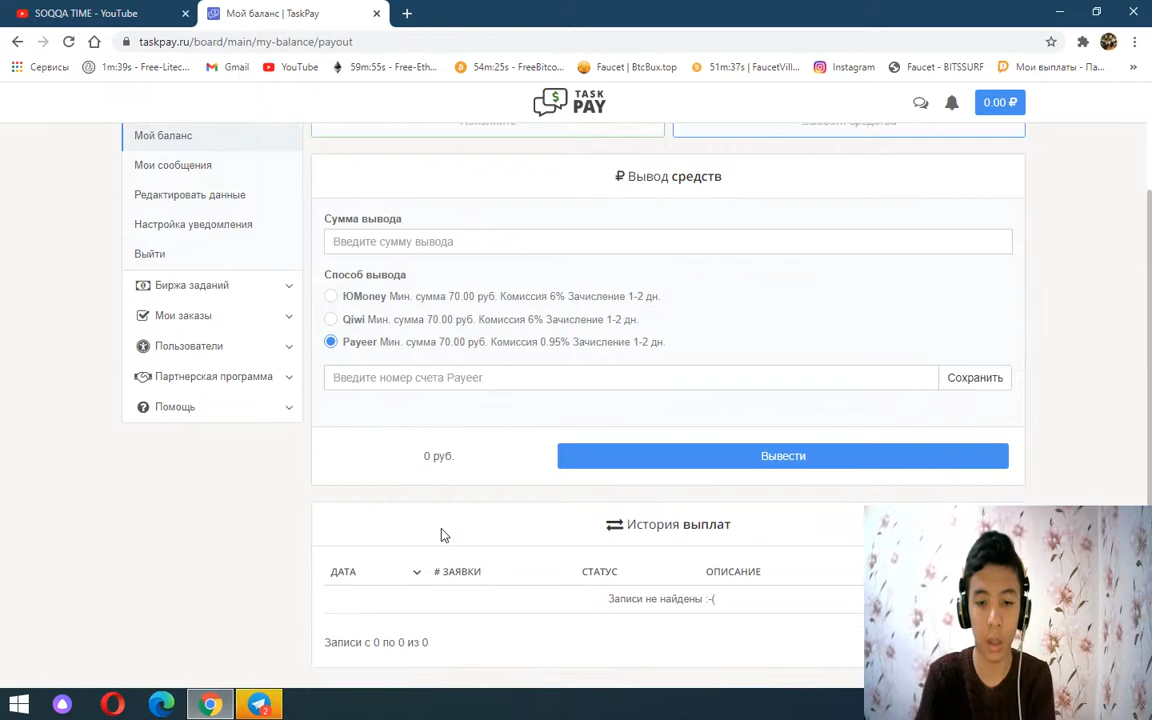 SOQQA TIME - YouTube
Мой баланс | TaskPay
taskpay.ru/board/main/my-balance/payout
Сервисы
1m:39s - Free-Litec...
Gmail
YouTube
59m:55s - Free-Eth...
54m:25s - FreeBitco...
Faucet | BtcBux.top
51m:37s | FaucetVill...
Instagram
Faucet - BITSSURF
Мои выплаты - Па...
TASK
PAY
0.00 ₽
Мой баланс
Пополнить
Вывести средства
Мои сообщения
Редактировать данные
Настройка уведомления
Выйти
Биржа заданий
Мои заказы
Пользователи
Партнерская программа
Помощь
₽ Вывод средств
Сумма вывода
Введите сумму вывода
Способ вывода
ЮMoney Мин. сумма 70.00 руб. Комиссия 6% Зачисление 1-2 дн.
Qiwi Мин. сумма 70.00 руб. Комиссия 6% Зачисление 1-2 дн.
Payeer Мин. сумма 70.00 руб. Комиссия 0.95% Зачисление 1-2 дн.
Введите номер счета Payeer
Сохранить
0 руб.
Вывести
История выплат
ДАТА
# ЗАЯВКИ
СТАТУС
ОПИСАНИЕ
Записи не найдены :-(
Записи с 0 по 0 из 0
2